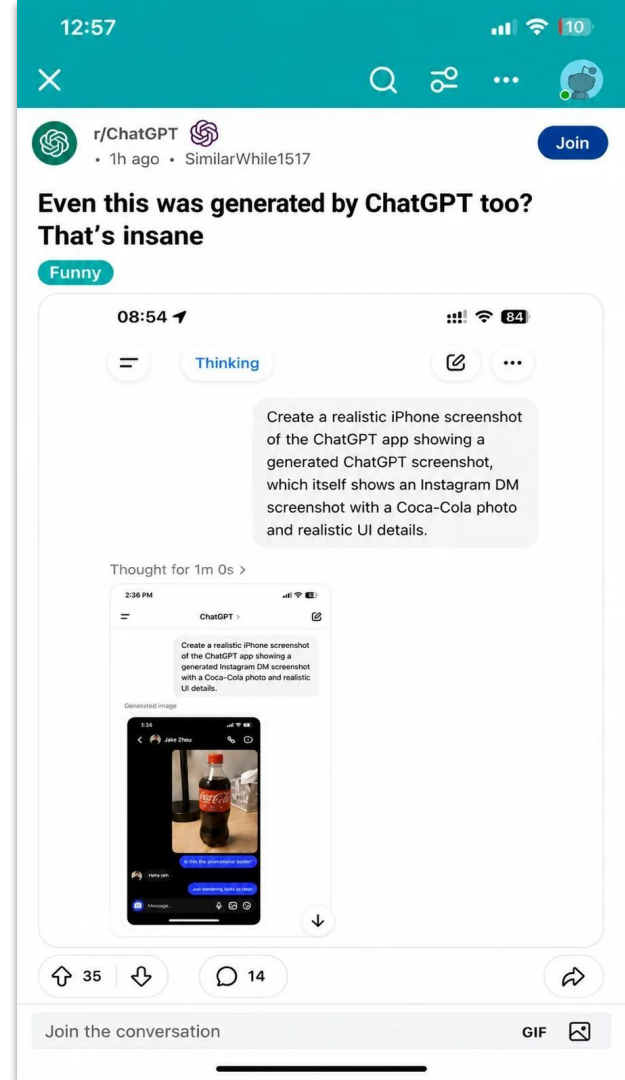 12:57
10
r/ChatGPT
• 1h ago • SimilarWhile1517
Join
Even this was generated by ChatGPT too?
That's insane
Funny
08:54
84
Thinking
Create a realistic iPhone screenshot
of the ChatGPT app showing a
generated ChatGPT screenshot,
which itself shows an Instagram DM
screenshot with a Coca-Cola photo
and realistic UI details.
Thought for 1m 0s >
2:36 PM
ChatGPT >
Create a realistic iPhone screenshot
of the ChatGPT app showing a
generated Instagram DM screenshot
with a Coca-Cola photo and realistic
UI details.
Generated image
1:36
Jake Zhou
Coca-Cola
Is this the promotional bottle?
Haha yeh
Just wondering, looks so clean
Message...
35
14
Join the conversation
GIF